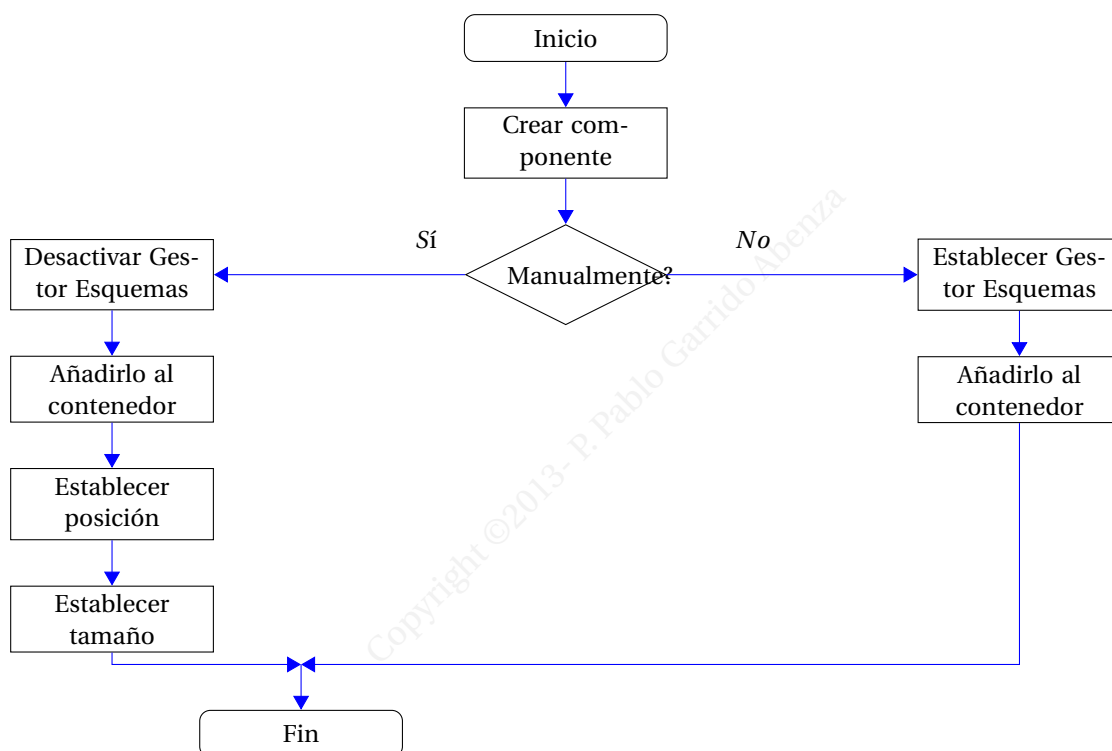 Inicio
Crear com-
ponente
Sí
No
Manualmente?
Desactivar Ges-
tor Esquemas
Establecer Ges-
tor Esquemas
Añadirlo al
contenedor
Añadirlo al
contenedor
Establecer
posición
Establecer
tamaño
Fin
Copyright ©2013- P. Pablo Garrido Abenza